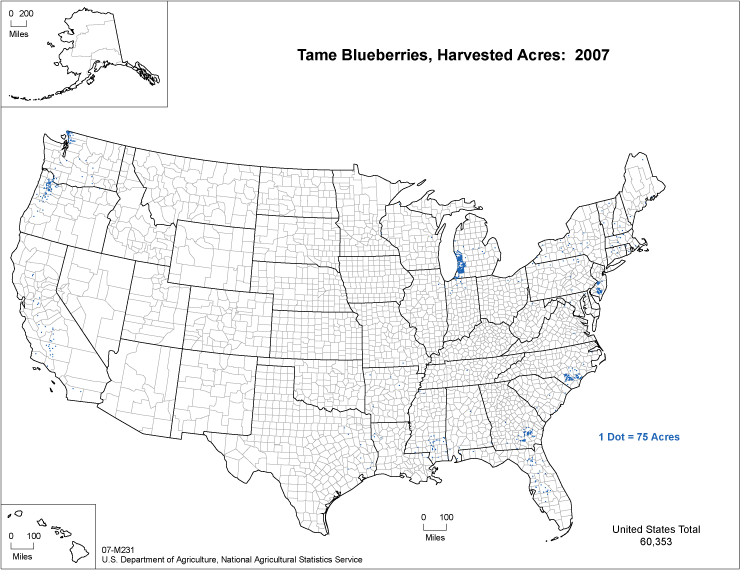 0 200
Miles
Tame Blueberries, Harvested Acres: 2007
1 Dot = 75 Acres
0 100
Miles
United States Total
60,353
0 100
Miles
07-M231
U.S. Department of Agriculture, National Agricultural Statistics Service